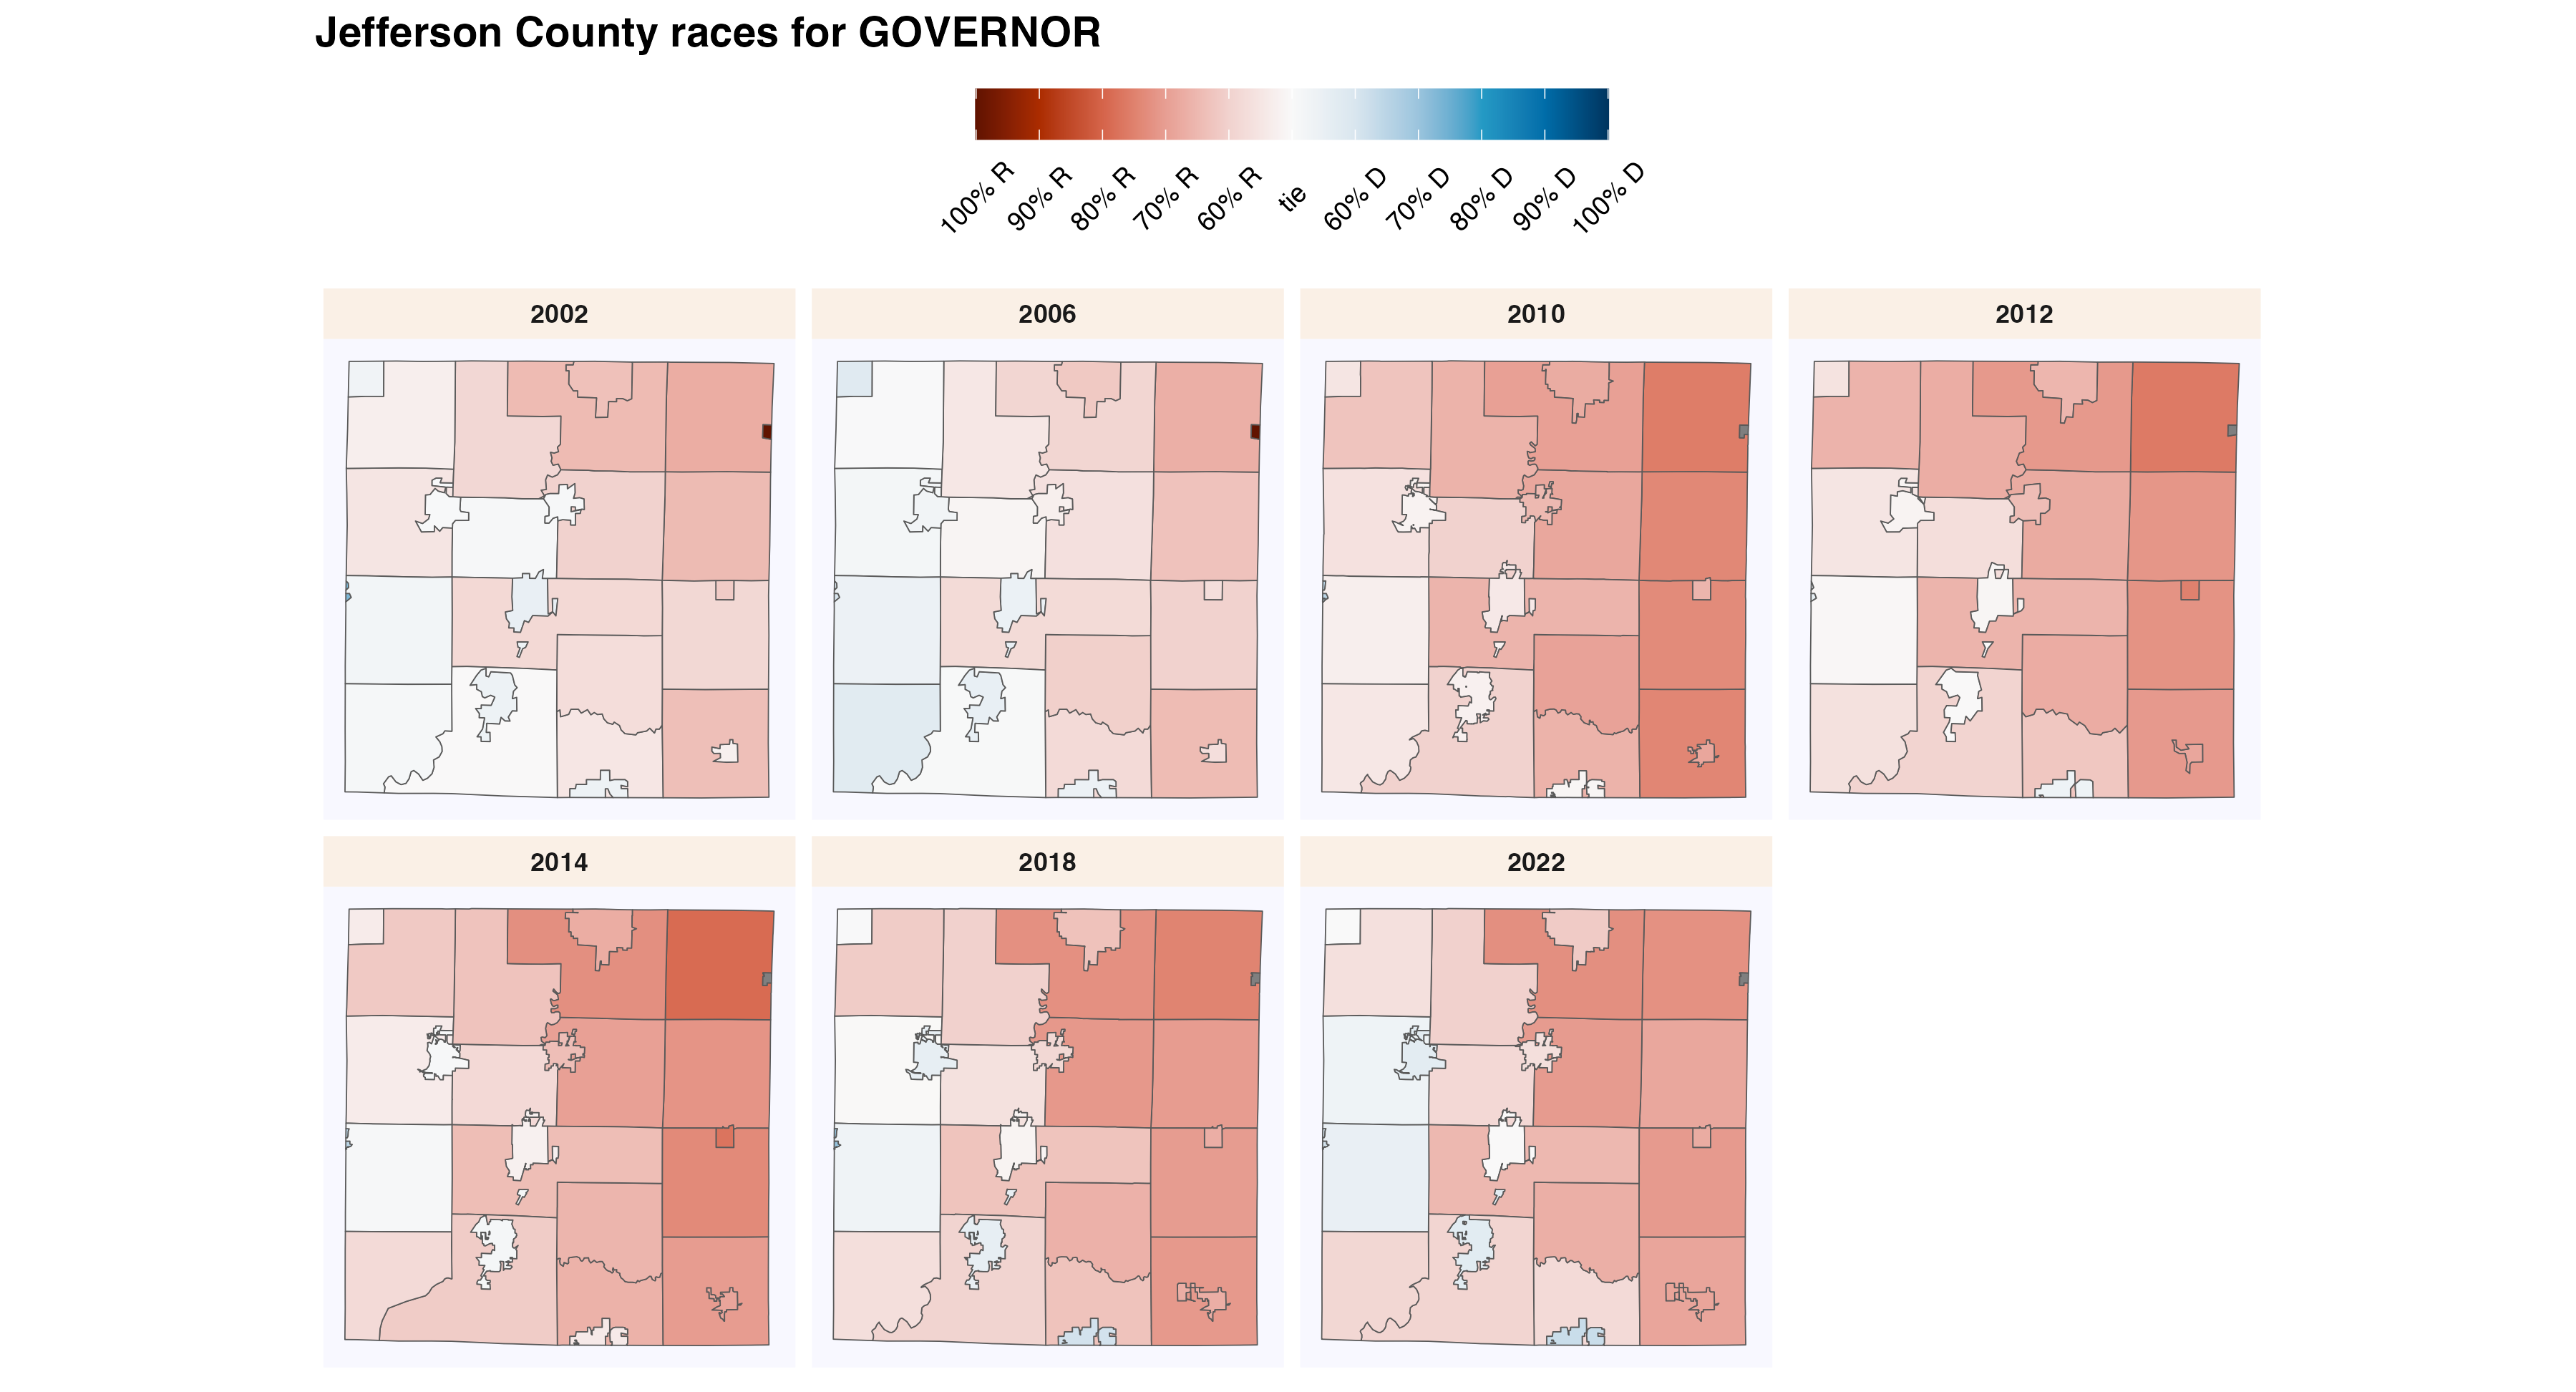 Jefferson County races for GOVERNOR
100% R
90% R
80% R
70% R
60% R
tie
60% D
70% D
80% D
90% D
100% D
2002
2006
2010
2012
2014
2018
2022